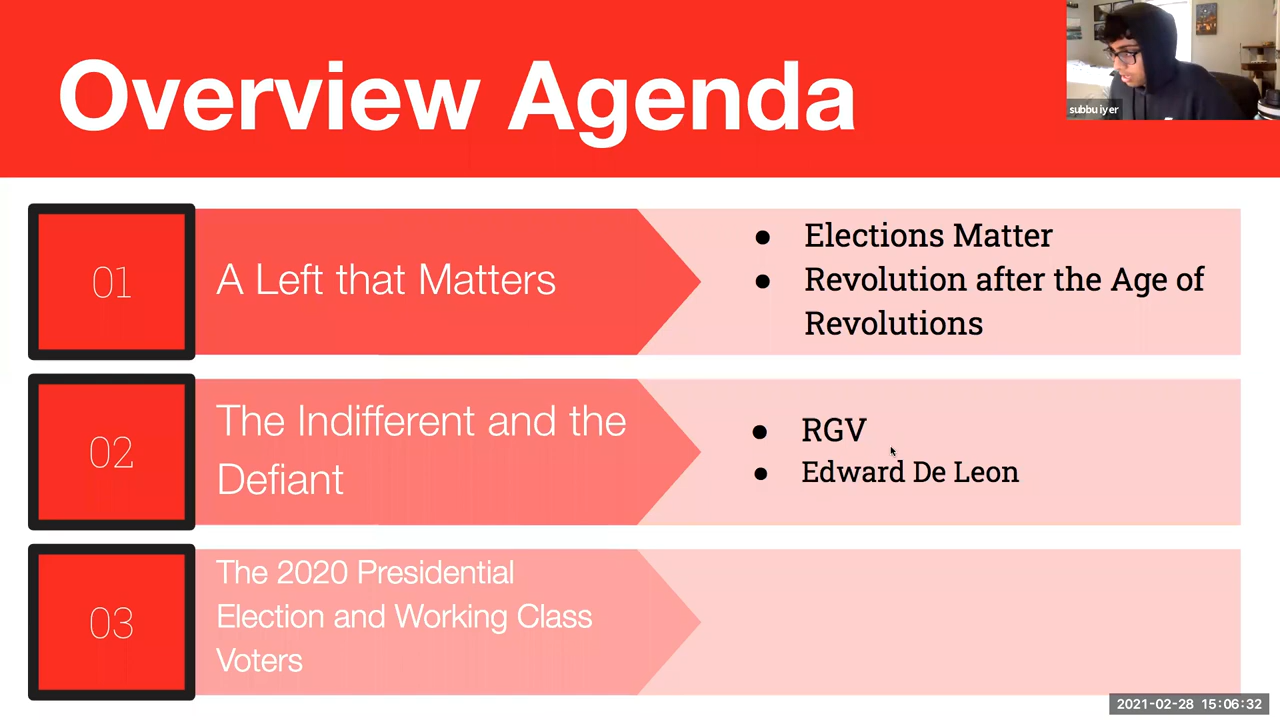 Overview Agenda
subbu iyer
01
A Left that Matters
● Elections Matter
● Revolution after the Age of
Revolutions
02
The Indifferent and the
Defiant
● RGV
● Edward De Leon
03
The 2020 Presidential
Election and Working Class
Voters
2021-02-28 15:06:32